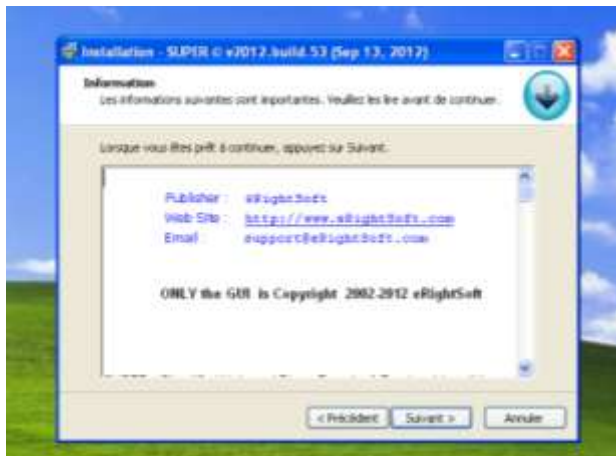 Installation - SUPER © v2012.build.53 (Sep 13, 2012)
Information
Les informations suivantes sont importantes. Veuillez les lire avant de continuer.
Lorsque vous êtes prêt à continuer, appuyez sur Suivant.
Publisher : eRightSoft
Web Site : http://www.eRightSoft.com
Email : support@eRightSoft.com
ONLY the GUI is Copyright 2002-2012 eRightSoft
< Précédent
Suivant >
Annuler